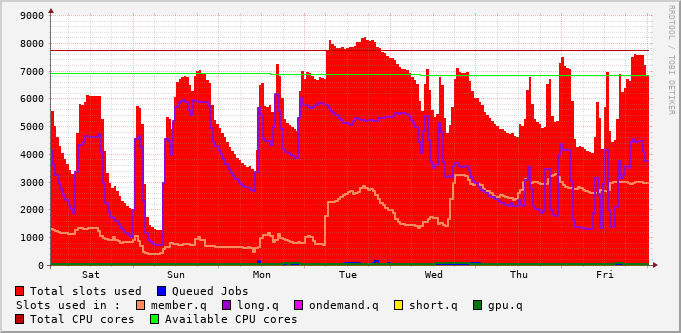 9000
8000
7000
6000
5000
4000
3000
2000
1000
0
Sat Sun Mon Tue Wed Thu Fri
RRDTOOL / TOBI OETIKER
Total slots used Queued Jobs
Slots used in : member.q long.q ondemand.q short.q gpu.q
Total CPU cores Available CPU cores